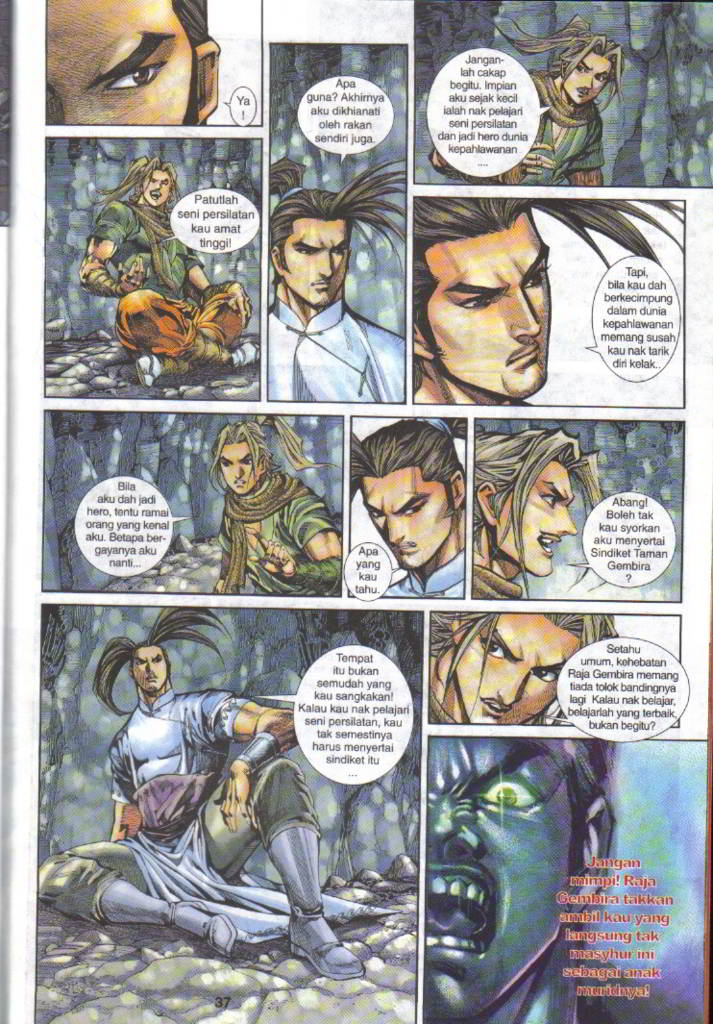 Ya
!
Patutlah
seni persilatan
kau amat
tinggi!
Apa
guna? Akhirnya
aku dikhianati
oleh rakan
sendiri juga.
Jangan-
lah cakap
begitu. Impian
aku sejak kecil
ialah nak pelajari
seni persilatan
dan jadi hero dunia
kepahlawanan
....
Tapi,
bila kau dah
berkecimpung
dalam dunia
kepahlawanan
memang susah
kau nak tarik
diri kelak..
Bila
aku dah jadi
hero, tentu ramai
orang yang kenal
aku. Betapa ber-
gayanya aku
nanti...
Apa
yang
kau
tahu.
Abang!
Boleh tak
kau syorkan
aku menyertai
Sindiket Taman
Gembira
?
Tempat
itu bukan
semudah yang
kau sangkakan!
Kalau kau nak pelajari
seni persilatan, kau
tak semestinya
harus menyertai
sindiket itu
...
Setahu
umum, kehebatan
Raja Gembira memang
tiada tolok bandingnya
lagi Kalau nak belajar,
belajarlah yang terbaik,
bukan begitu?
Jangan
mimpi! Raja
Gembira takkan
ambil kau yang
langsung tak
masyhur ini
sebagai anak
muridnya!
37